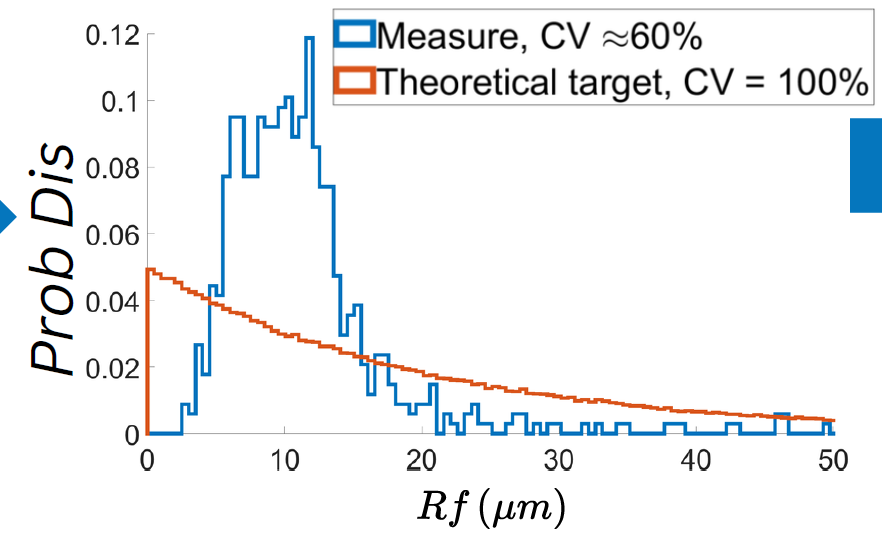 Measure, CV ≈60%
Theoretical target, CV = 100%
Prob Dis
0.12
0.1
0.08
0.06
0.04
0.02
0
0 10 20 30 40 50
Rf (μm)